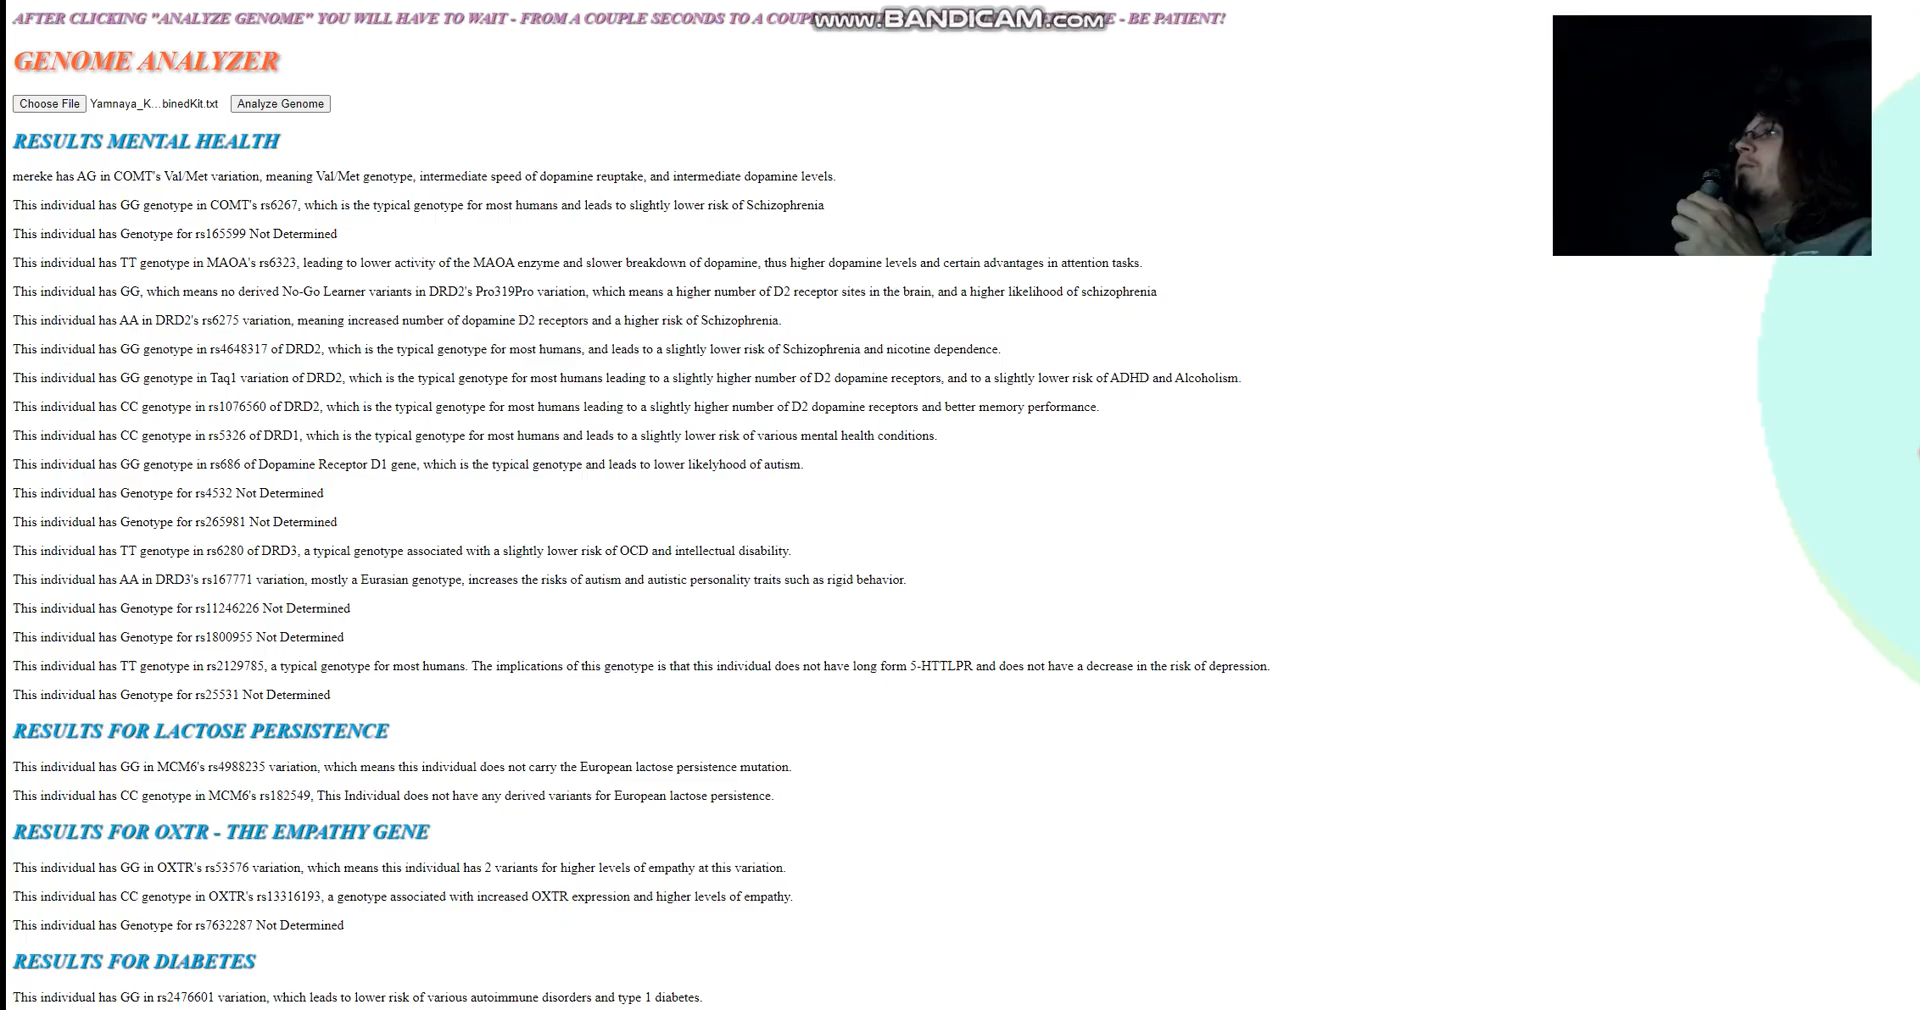 AFTER CLICKING "ANALYZE GENOME" YOU WILL HAVE TO WAIT - FROM A COUPLE SECONDS TO A COUP - BE PATIENT!
www.BANDICAM.com
GENOME ANALYZER
Choose File Yamnaya_K...binedKit.txt Analyze Genome
RESULTS MENTAL HEALTH
mereke has AG in COMT's Val/Met variation, meaning Val/Met genotype, intermediate speed of dopamine reuptake, and intermediate dopamine levels.
This individual has GG genotype in COMT's rs6267, which is the typical genotype for most humans and leads to slightly lower risk of Schizophrenia
This individual has Genotype for rs165599 Not Determined
This individual has TT genotype in MAOA's rs6323, leading to lower activity of the MAOA enzyme and slower breakdown of dopamine, thus higher dopamine levels and certain advantages in attention tasks.
This individual has GG, which means no derived No-Go Learner variants in DRD2's Pro319Pro variation, which means a higher number of D2 receptor sites in the brain, and a higher likelihood of schizophrenia
This individual has AA in DRD2's rs6275 variation, meaning increased number of dopamine D2 receptors and a higher risk of Schizophrenia.
This individual has GG genotype in rs4648317 of DRD2, which is the typical genotype for most humans, and leads to a slightly lower risk of Schizophrenia and nicotine dependence.
This individual has GG genotype in Taq1 variation of DRD2, which is the typical genotype for most humans leading to a slightly higher number of D2 dopamine receptors, and to a slightly lower risk of ADHD and Alcoholism.
This individual has CC genotype in rs1076560 of DRD2, which is the typical genotype for most humans leading to a slightly higher number of D2 dopamine receptors and better memory performance.
This individual has CC genotype in rs5326 of DRD1, which is the typical genotype for most humans and leads to a slightly lower risk of various mental health conditions.
This individual has GG genotype in rs686 of Dopamine Receptor D1 gene, which is the typical genotype and leads to lower likelyhood of autism.
This individual has Genotype for rs4532 Not Determined
This individual has Genotype for rs265981 Not Determined
This individual has TT genotype in rs6280 of DRD3, a typical genotype associated with a slightly lower risk of OCD and intellectual disability.
This individual has AA in DRD3's rs167771 variation, mostly a Eurasian genotype, increases the risks of autism and autistic personality traits such as rigid behavior.
This individual has Genotype for rs11246226 Not Determined
This individual has Genotype for rs1800955 Not Determined
This individual has TT genotype in rs2129785, a typical genotype for most humans. The implications of this genotype is that this individual does not have long form 5-HTTLPR and does not have a decrease in the risk of depression.
This individual has Genotype for rs25531 Not Determined
RESULTS FOR LACTOSE PERSISTENCE
This individual has GG in MCM6's rs4988235 variation, which means this individual does not carry the European lactose persistence mutation.
This individual has CC genotype in MCM6's rs182549, This Individual does not have any derived variants for European lactose persistence.
RESULTS FOR OXTR - THE EMPATHY GENE
This individual has GG in OXTR's rs53576 variation, which means this individual has 2 variants for higher levels of empathy at this variation.
This individual has CC genotype in OXTR's rs13316193, a genotype associated with increased OXTR expression and higher levels of empathy.
This individual has Genotype for rs7632287 Not Determined
RESULTS FOR DIABETES
This individual has GG in rs2476601 variation, which leads to lower risk of various autoimmune disorders and type 1 diabetes.